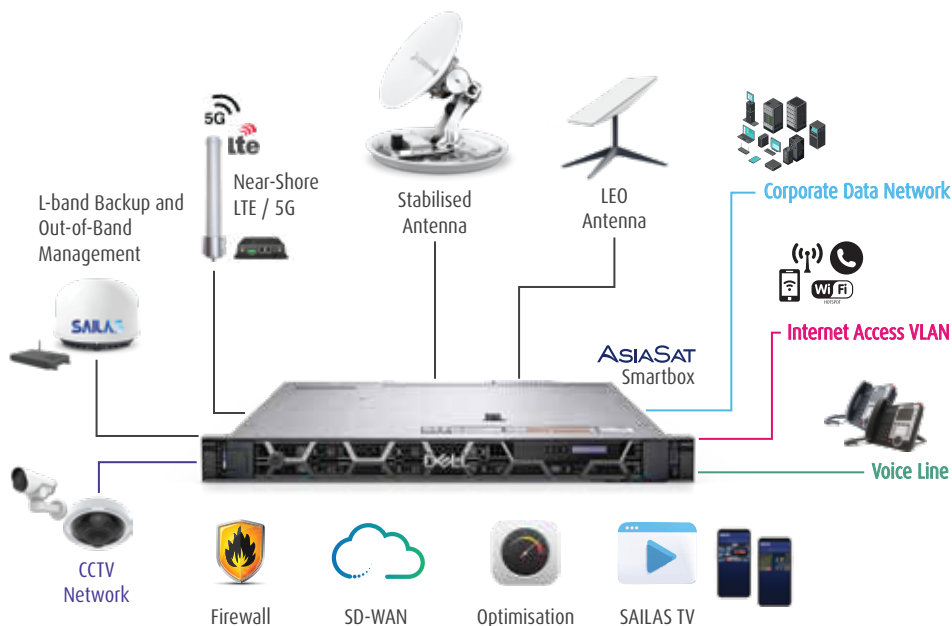 5G
lte
Near-Shore
LTE / 5G
L-band Backup and
Out-of-Band
Management
SAILAS
Stabilised
Antenna
LEO
Antenna
Corporate Data Network
WiFi
HOTSPOT
Internet Access VLAN
ASIASAT
Smartbox
DELL
Voice Line
CCTV
Network
Firewall
SD-WAN
Optimisation
SAILAS TV